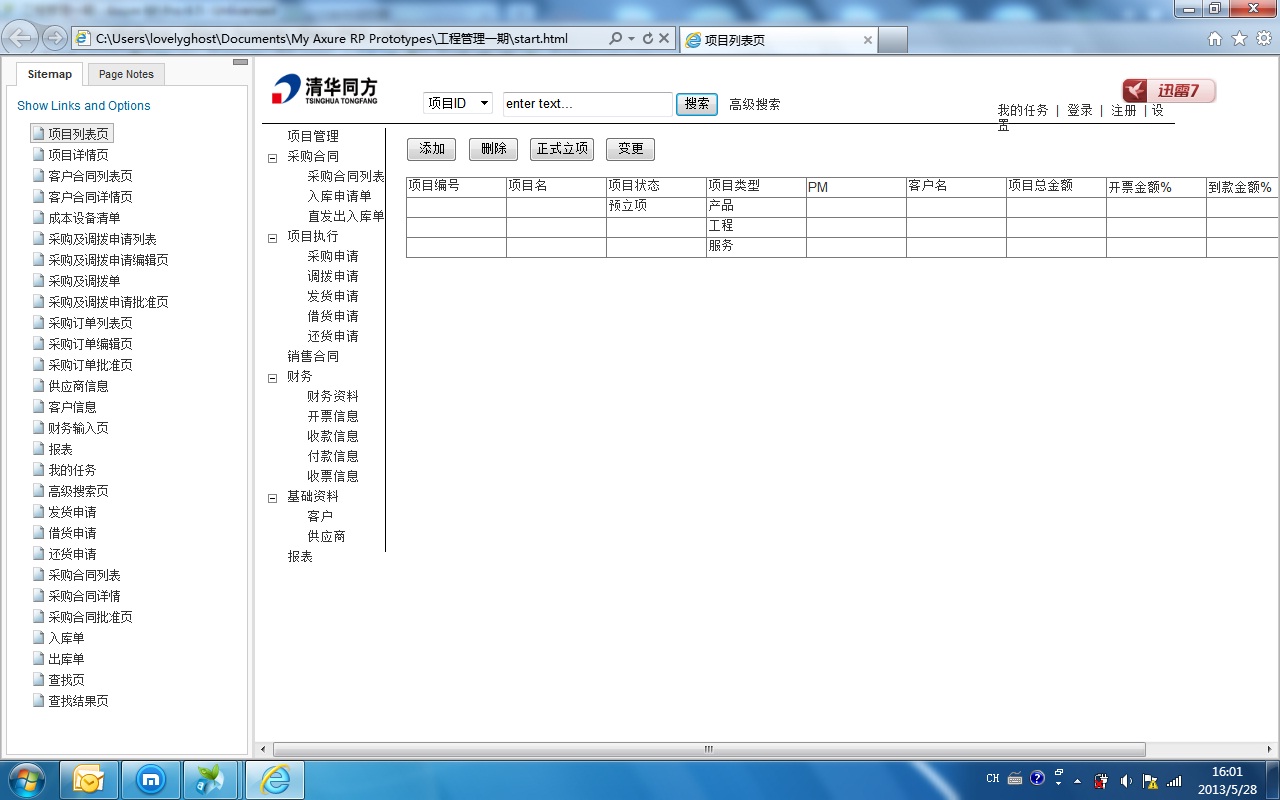 C:\Users\lovelyghost\Documents\My Axure RP Prototypes\工程管理一期\start.html
项目列表页
Sitemap
Page Notes
Show Links and Options
项目列表页
项目详情页
客户合同列表页
客户合同详情页
成本设备清单
采购及调拨申请列表
采购及调拨申请编辑页
采购及调拨单
采购及调拨申请批准页
采购订单列表页
采购订单编辑页
采购订单批准页
供应商信息
客户信息
财务输入页
报表
我的任务
高级搜索页
发货申请
借货申请
还货申请
采购合同列表
采购合同详情
采购合同批准页
入库单
出库单
查找页
查找结果页
清华同方
TSINGHUA TONGFANG
项目ID
enter text...
搜索
高级搜索
迅雷7
我的任务 | 登录 | 注册 | 设
置
项目管理
采购合同
采购合同列表
入库申请单
直发出入库单
项目执行
采购申请
调拨申请
发货申请
借货申请
还货申请
销售合同
财务
财务资料
开票信息
收款信息
付款信息
收票信息
基础资料
客户
供应商
报表
添加 删除 正式立项 变更
项目编号 项目名 项目状态 项目类型 PM 客户名 项目总金额 开票金额% 到款金额%
预立项 产品
工程
服务
CH
16:01
2013/5/28